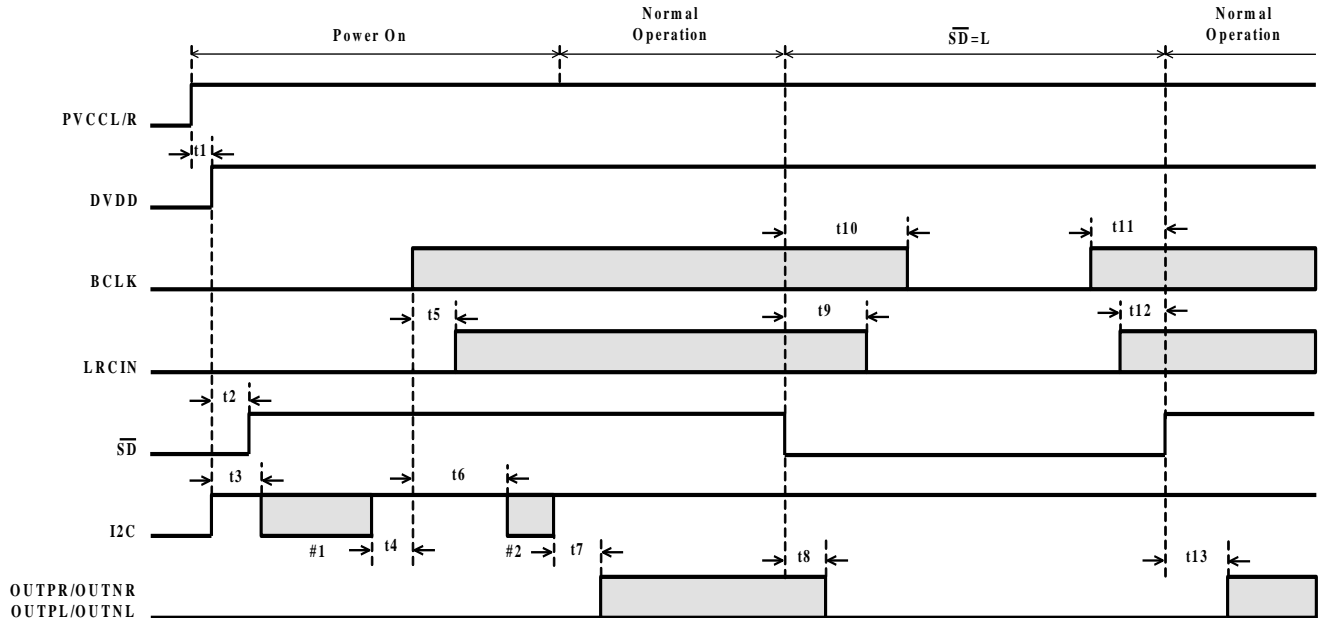 Power On
Normal
Operation
SD=L
Normal
Operation
PVCCL/R
t1
DVDD
t10
t11
BCLK
t5
t9
t12
LRCIN
t2
SD
t3
t6
I2C
#1
t4
#2
t7
t8
t13
OUTPR/OUTNR
OUTPL/OUTNL